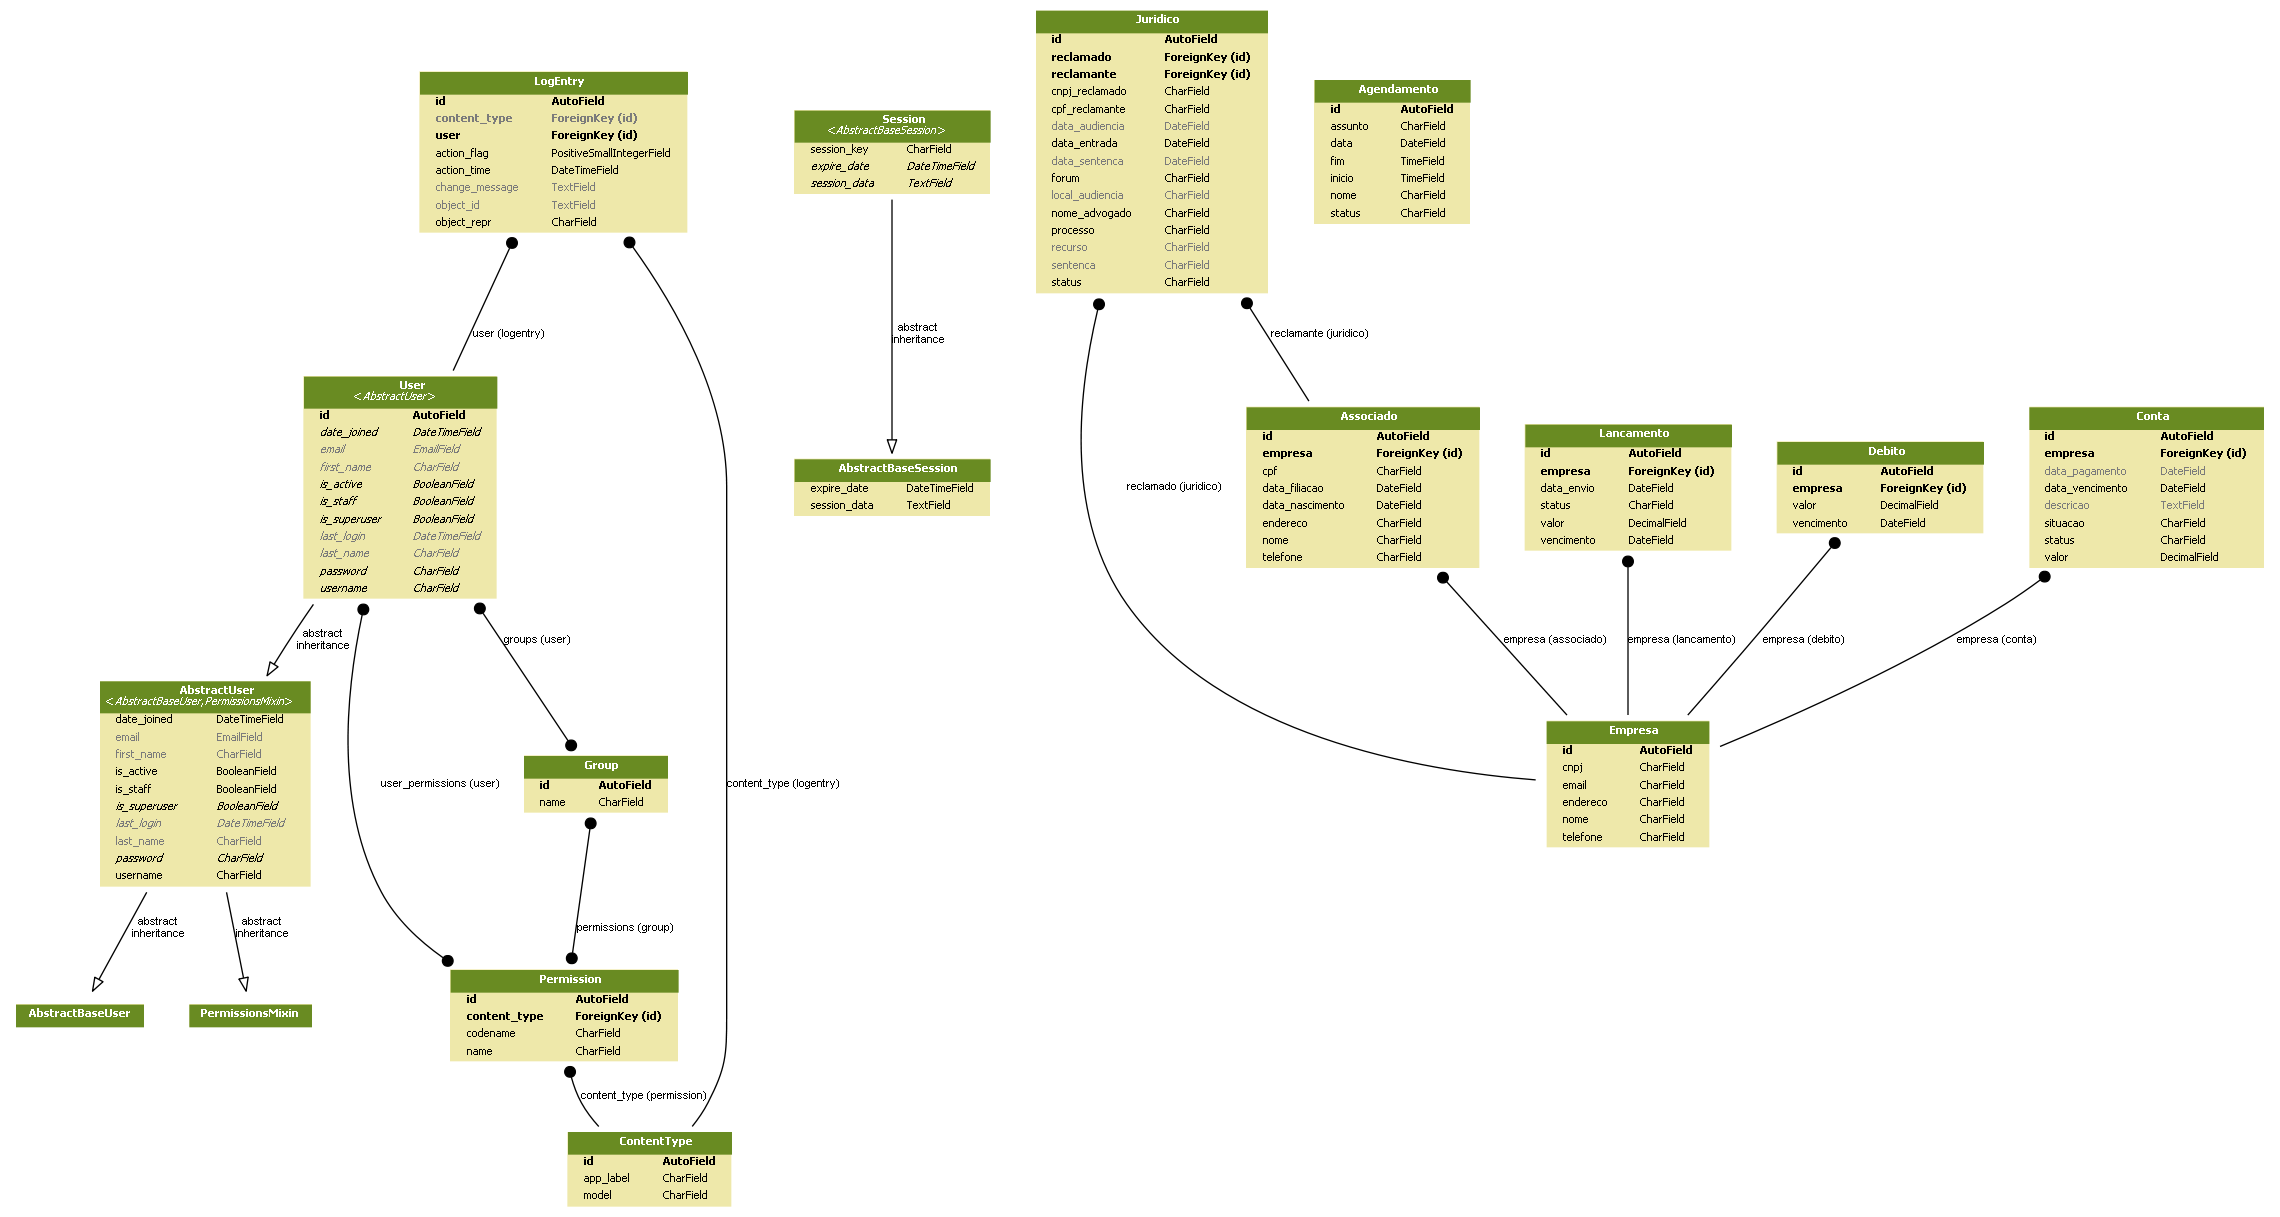 Juridico
id AutoField
reclamado ForeignKey (id)
reclamante ForeignKey (id)
cnpj_reclamado CharField
cpf_reclamante CharField
data_audiencia DateField
data_entrada DateField
data_sentenca DateField
forum CharField
local_audiencia CharField
nome_advogado CharField
processo CharField
recurso CharField
sentenca CharField
status CharField
LogEntry
id AutoField
content_type ForeignKey (id)
user ForeignKey (id)
action_flag PositiveSmallIntegerField
action_time DateTimeField
change_message TextField
object_id TextField
object_repr CharField
Session
<AbstractBaseSession>
session_key CharField
expire_date DateTimeField
session_data TextField
Agendamento
id AutoField
assunto CharField
data DateField
fim TimeField
inicio TimeField
nome CharField
status CharField
user (logentry)
abstract
inheritance
reclamante (juridico)
User
<AbstractUser>
id AutoField
date_joined DateTimeField
email EmailField
first_name CharField
is_active BooleanField
is_staff BooleanField
is_superuser BooleanField
last_login DateTimeField
last_name CharField
password CharField
username CharField
AbstractBaseSession
expire_date DateTimeField
session_data TextField
reclamado (juridico)
Associado
id AutoField
empresa ForeignKey (id)
cpf CharField
data_filiacao DateField
data_nascimento DateField
endereco CharField
nome CharField
telefone CharField
Lancamento
id AutoField
empresa ForeignKey (id)
data_envio DateField
status CharField
valor DecimalField
vencimento DateField
Debito
id AutoField
empresa ForeignKey (id)
valor DecimalField
vencimento DateField
Conta
id AutoField
empresa ForeignKey (id)
data_pagamento DateField
data_vencimento DateField
descricao TextField
situacao CharField
status CharField
valor DecimalField
abstract
inheritance
groups (user)
empresa (associado)
empresa (lancamento)
empresa (debito)
empresa (conta)
AbstractUser
<AbstractBaseUser,PermissionsMixin>
date_joined DateTimeField
email EmailField
first_name CharField
is_active BooleanField
is_staff BooleanField
is_superuser BooleanField
last_login DateTimeField
last_name CharField
password CharField
username CharField
user_permissions (user)
Group
id AutoField
name CharField
content_type (logentry)
Empresa
id AutoField
cnpj CharField
email CharField
endereco CharField
nome CharField
telefone CharField
abstract
inheritance
abstract
inheritance
permissions (group)
AbstractBaseUser
PermissionsMixin
Permission
id AutoField
content_type ForeignKey (id)
codename CharField
name CharField
content_type (permission)
ContentType
id AutoField
app_label CharField
model CharField